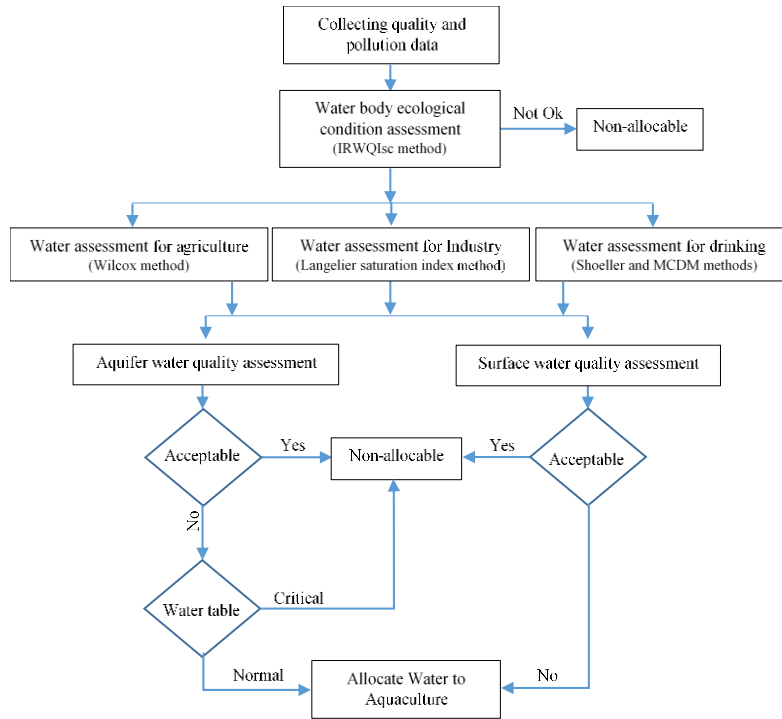 Collecting quality and
pollution data
Water body ecological
condition assessment
(IRWQIsc method)
Not Ok
Non-allocable
Water assessment for agriculture
(Wilcox method)
Water assessment for Industry
(Langelier saturation index method)
Water assessment for drinking
(Shoeller and MCDM methods)
Aquifer water quality assessment
Surface water quality assessment
Acceptable
Yes
Non-allocable
Yes
Acceptable
No
Water table
Critical
Normal
Allocate Water to
Aquaculture
No